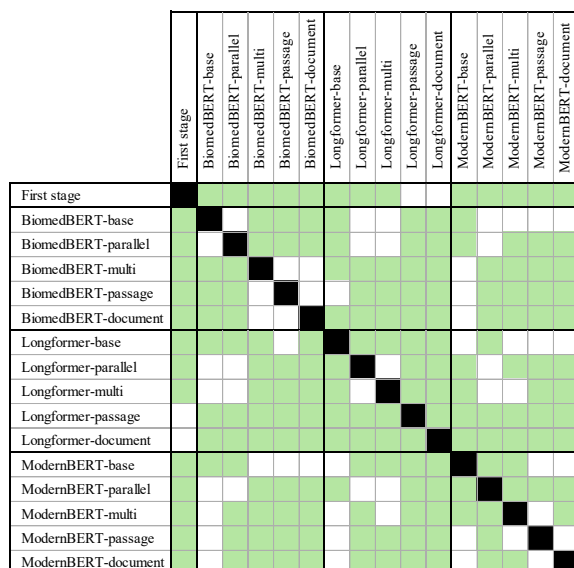 First stage
BiomedBERT-base
BiomedBERT-parallel
BiomedBERT-multi
BiomedBERT-passage
BiomedBERT-document
Longformer-base
Longformer-parallel
Longformer-multi
Longformer-passage
Longformer-document
ModernBERT-base
ModernBERT-parallel
ModernBERT-multi
ModernBERT-passage
ModernBERT-document
First stage
BiomedBERT-base
BiomedBERT-parallel
BiomedBERT-multi
BiomedBERT-passage
BiomedBERT-document
Longformer-base
Longformer-parallel
Longformer-multi
Longformer-passage
Longformer-document
ModernBERT-base
ModernBERT-parallel
ModernBERT-multi
ModernBERT-passage
ModernBERT-document